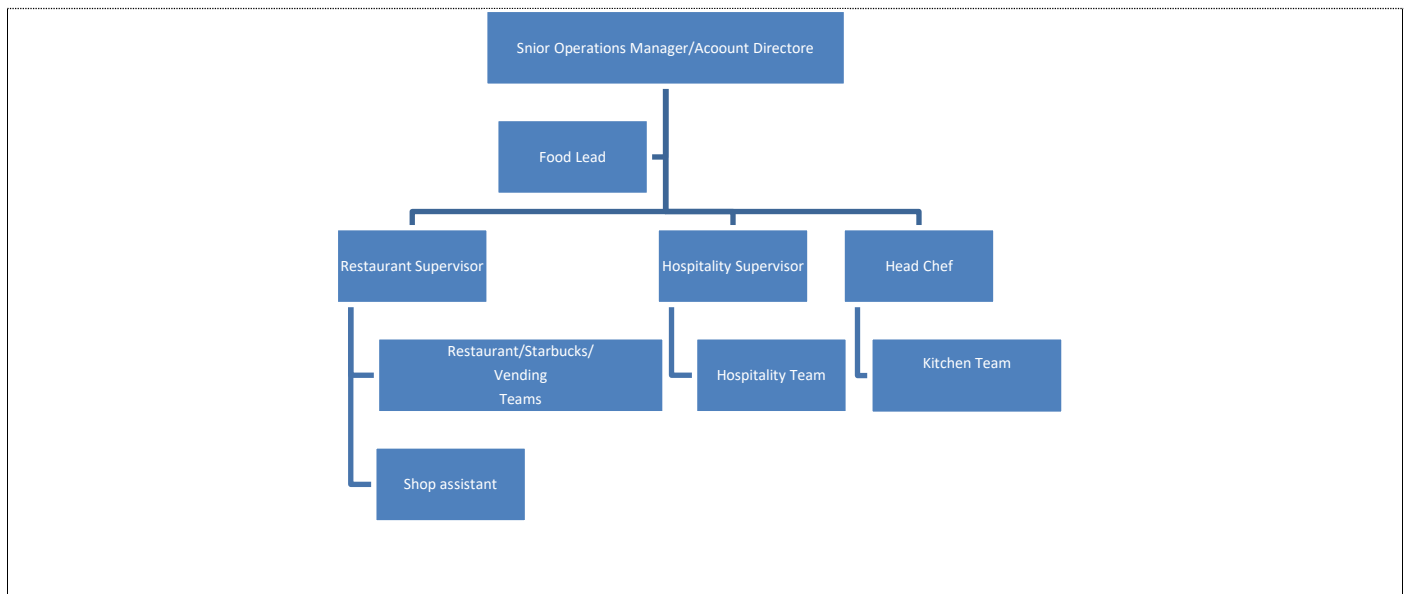 Snior Operations Manager/Acoount Directore
Food Lead
Restaurant Supervisor
Hospitality Supervisor
Head Chef
Restaurant/Starbucks/
Vending
Teams
Hospitality Team
Kitchen Team
Shop assistant